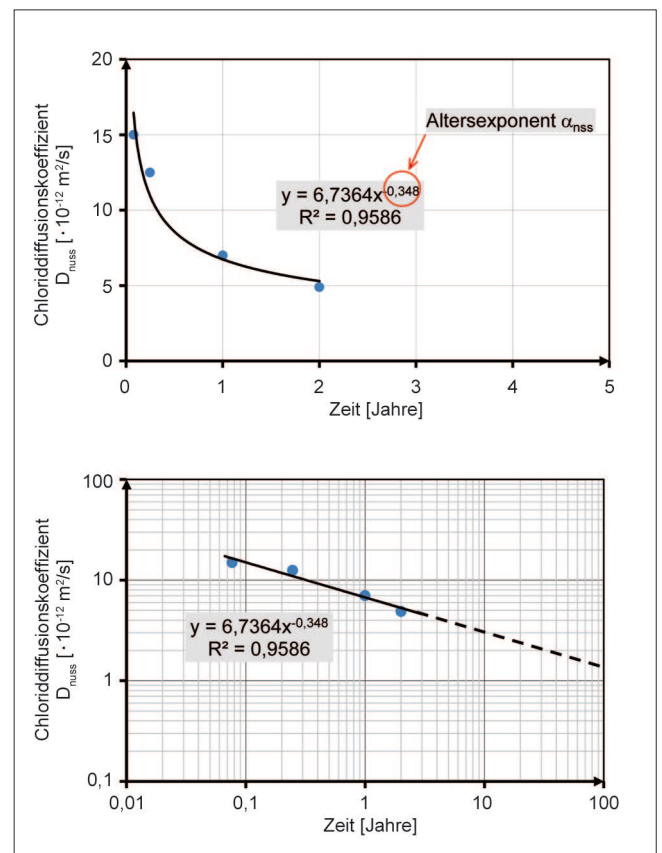 20
15
10
5
0
Chloriddiffusionskoeffizient
D_nuss [ · 10⁻¹² m²/s]
Altersexponent α_nss
y = 6,7364x⁻⁰,³⁴⁸
R² = 0,9586
0 1 2 3 4 5
Zeit [Jahre]
100
10
1
0,1
Chloriddiffusionskoeffizient
D_nuss [ · 10⁻¹² m²/s]
y = 6,7364x⁻⁰,³⁴⁸
R² = 0,9586
0,01 0,1 1 10 100
Zeit [Jahre]